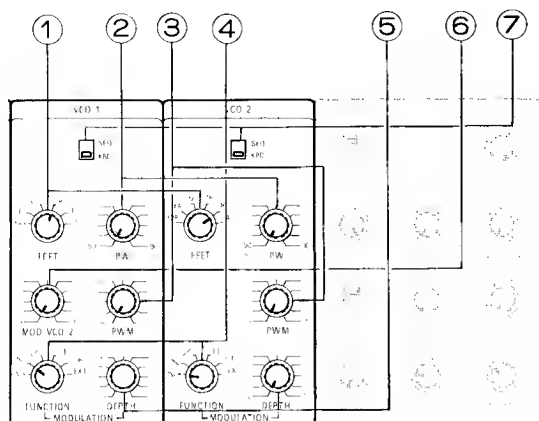 1 2 3 4 5 6 7
VCO 1 VCO 2
SEQ SEQ
KBD KBD
FEET PW FEET PW
MOD VCO 2 PWM PWM
FUNCTION DEPTH FUNCTION DEPTH
MODULATION MODULATION